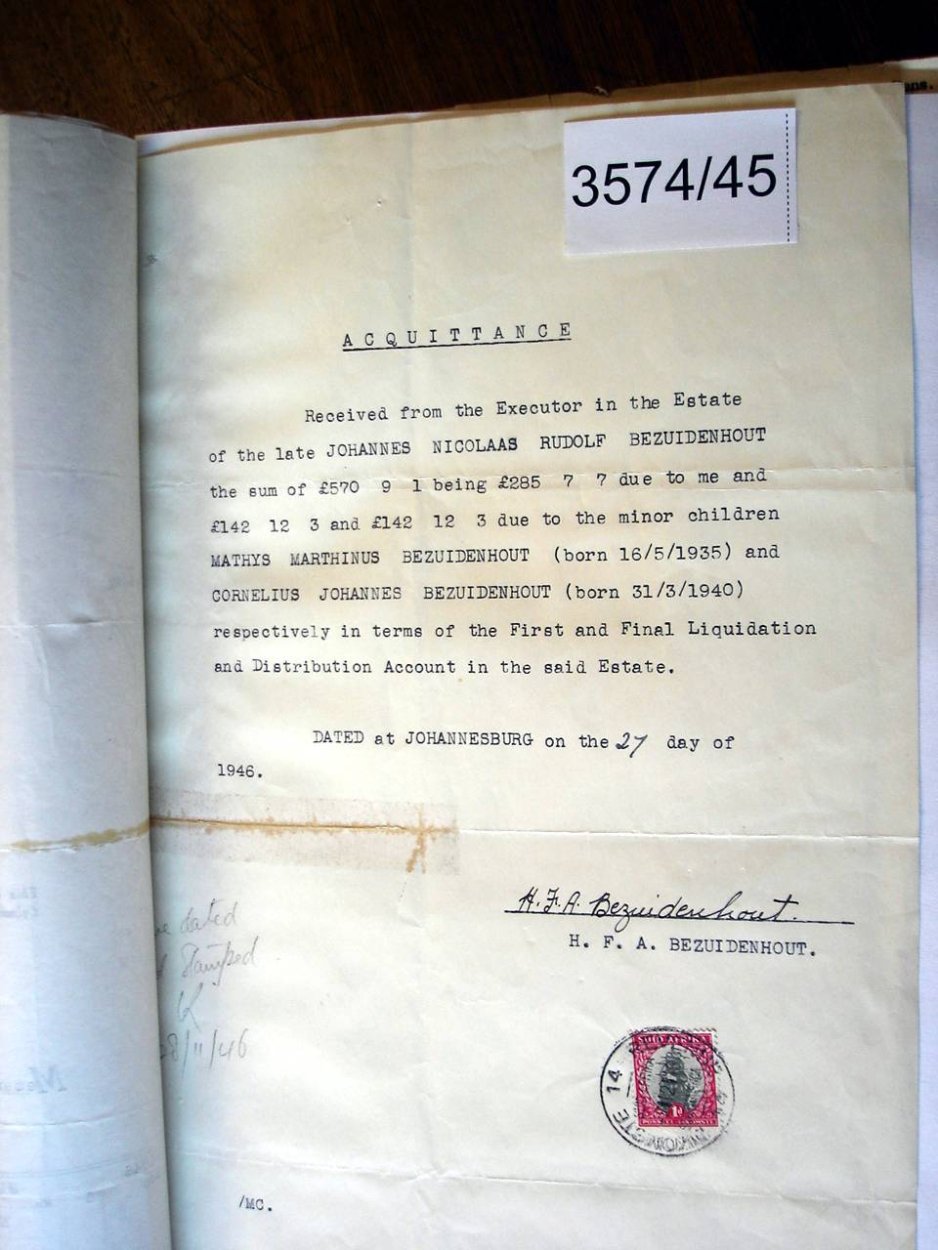 3574/45
A C Q U I T T A N C E
Received from the Executor in the Estate
of the late JOHANNES NICOLAAS RUDOLF BEZUIDENHOUT
the sum of £570 9 1 being £285 7 7 due to me and
£142 12 3 and £142 12 3 due to the minor children
MATHYS MARTHINUS BEZUIDENHOUT (born 16/5/1935) and
CORNELIUS JOHANNES BEZUIDENHOUT (born 31/3/1940)
respectively in terms of the First and Final Liquidation
and Distribution Account in the said Estate.
DATED at JOHANNESBURG on the 27 day of
1946.
H.F.A. Bezuidenhout.
H. F. A. BEZUIDENHOUT.
dated
Stamped
8/11/46
14
1d
/MC.